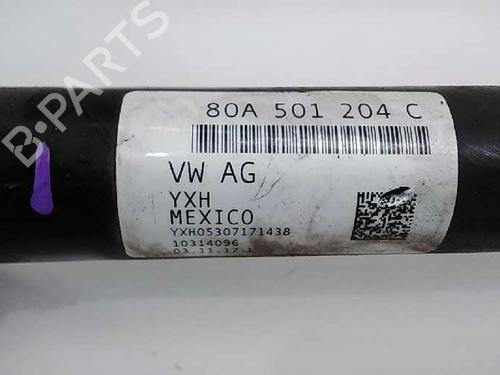 80A 501 204 C
VW AG
YXH
MEXICO
YXH05307171438
10314096
B-PARTS